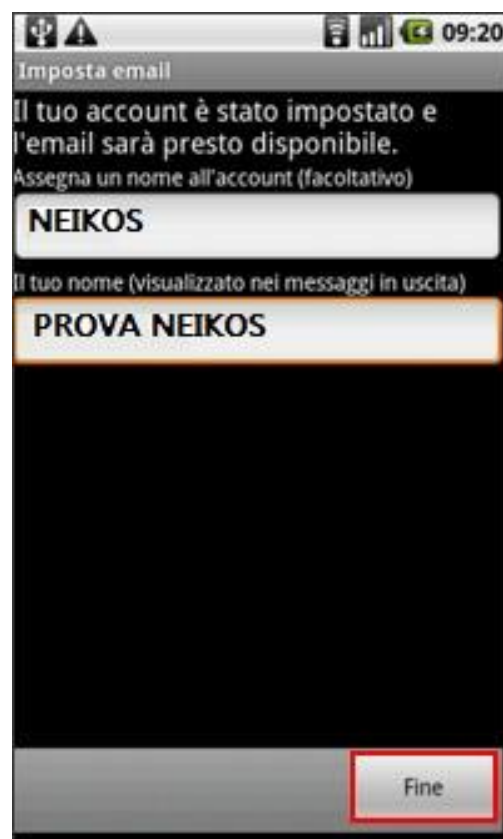 09:20
Imposta email
Il tuo account è stato impostato e
l'email sarà presto disponibile.
Assegna un nome all'account (facoltativo)
NEIKOS
Il tuo nome (visualizzato nei messaggi in uscita)
PROVA NEIKOS
Fine